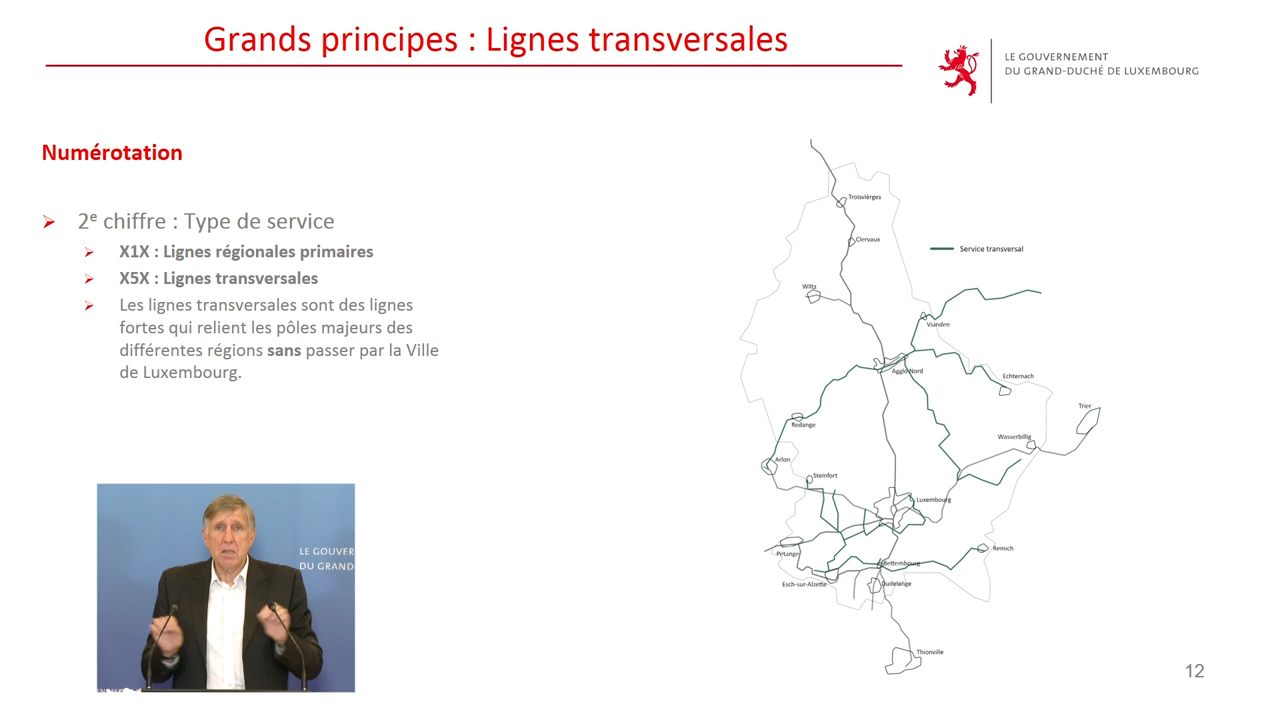 Grands principes : Lignes transversales
LE GOUVERNEMENT
DU GRAND-DUCHÉ DE LUXEMBOURG
Numérotation
2e chiffre : Type de service
X1X : Lignes régionales primaires
X5X : Lignes transversales
Les lignes transversales sont des lignes
fortes qui relient les pôles majeurs des
différentes régions sans passer par la Ville
de Luxembourg.
Troisvièrges
Clervaux
Service transversal
Wiltz
Vianden
Agglo Nord
Echternach
Trier
Redange
Wasserbillig
Arlon
Steinfort
Luxembourg
Pétange
Remich
Bettembourg
Esch-sur-Alzette
Dudelange
Thionville
LE GOUVER
DU GRAND
12